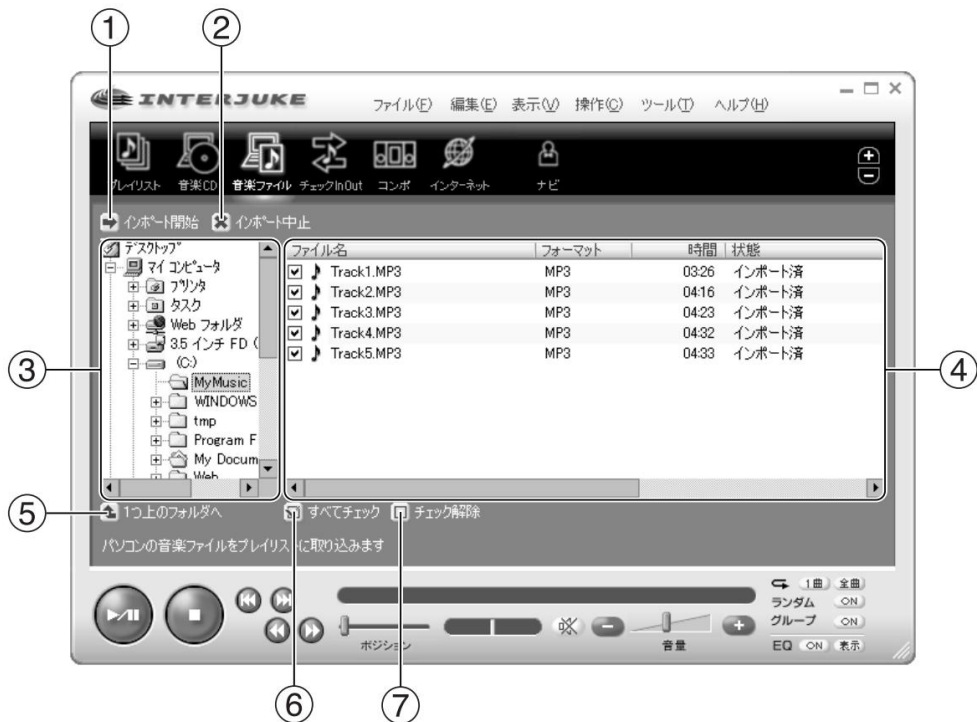 ① ②
INTERJUKE ファイル(F) 編集(E) 表示(V) 操作(C) ツール(T) ヘルプ(H)
プレイリスト 音楽CD 音楽ファイル チェックInOut コンポ インターネット ナビ
インポート開始 インポート中止
デスクトップ
マイ コンピュータ
プリンタ
タスク
Web フォルダ
3.5 インチ FD (
(C:)
MyMusic
WINDOWS
tmp
Program F
My Docum
Web
ファイル名 フォーマット 時間 状態
Track1.MP3 MP3 03:26 インポート済
Track2.MP3 MP3 04:16 インポート済
Track3.MP3 MP3 04:23 インポート済
Track4.MP3 MP3 04:32 インポート済
Track5.MP3 MP3 04:33 インポート済
③ ④
⑤ 1つ上のフォルダへ すべてチェック チェック解除
パソコンの音楽ファイルをプレイリストに取り込みます
1曲 全曲
ランダム ON
グループ ON
ポジション 音量 EQ ON 表示
⑥ ⑦